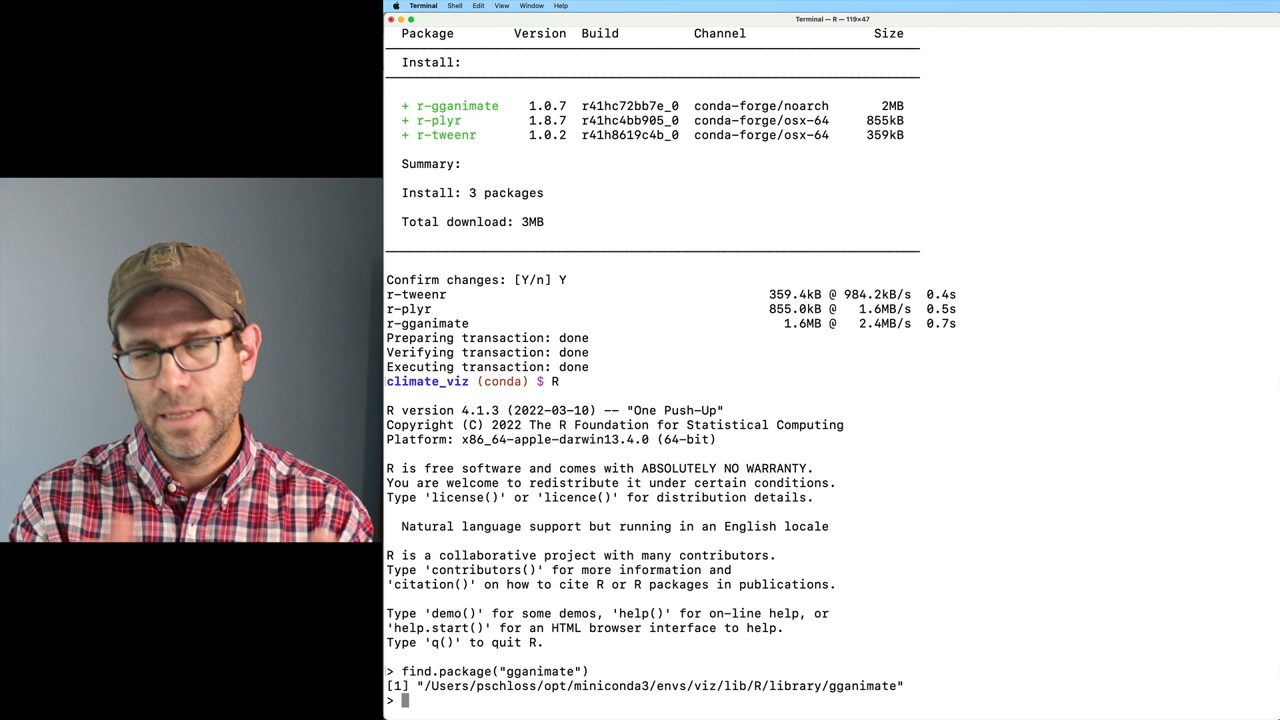 Terminal Shell Edit View Window Help
Terminal — R — 119×47
Package Version Build Channel Size
Install:
+ r-gganimate 1.0.7 r41hc72bb7e_0 conda-forge/noarch 2MB
+ r-plyr 1.8.7 r41hc4bb905_0 conda-forge/osx-64 855kB
+ r-tweenr 1.0.2 r41h8619c4b_0 conda-forge/osx-64 359kB
Summary:
Install: 3 packages
Total download: 3MB
Confirm changes: [Y/n] Y
r-tweenr 359.4kB @ 984.2kB/s 0.4s
r-plyr 855.0kB @ 1.6MB/s 0.5s
r-gganimate 1.6MB @ 2.4MB/s 0.7s
Preparing transaction: done
Verifying transaction: done
Executing transaction: done
climate_viz (conda) $ R
R version 4.1.3 (2022-03-10) -- "One Push-Up"
Copyright (C) 2022 The R Foundation for Statistical Computing
Platform: x86_64-apple-darwin13.4.0 (64-bit)
R is free software and comes with ABSOLUTELY NO WARRANTY.
You are welcome to redistribute it under certain conditions.
Type 'license()' or 'licence()' for distribution details.
Natural language support but running in an English locale
R is a collaborative project with many contributors.
Type 'contributors()' for more information and
'citation()' on how to cite R or R packages in publications.
Type 'demo()' for some demos, 'help()' for on-line help, or
'help.start()' for an HTML browser interface to help.
Type 'q()' to quit R.
> find.package("gganimate")
[1] "/Users/pschloss/opt/miniconda3/envs/viz/lib/R/library/gganimate"
>